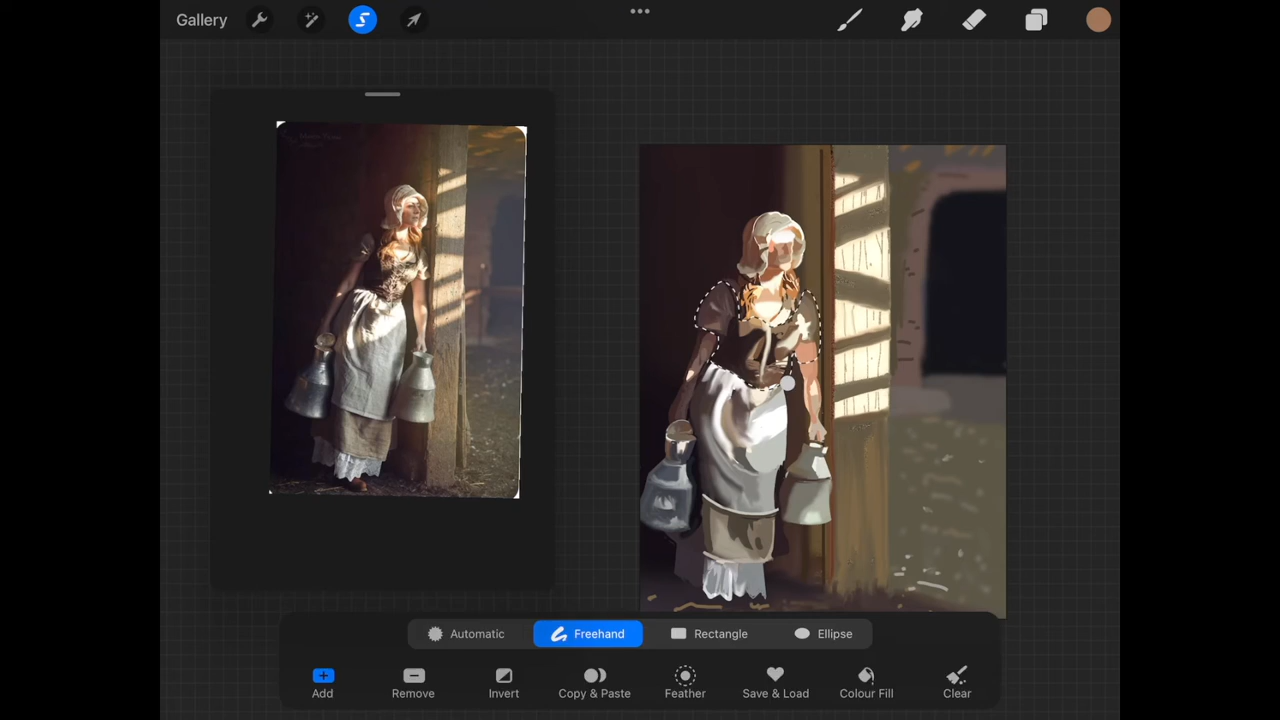 Gallery
Automatic
Freehand
Rectangle
Ellipse
Add
Remove
Invert
Copy & Paste
Feather
Save & Load
Colour Fill
Clear